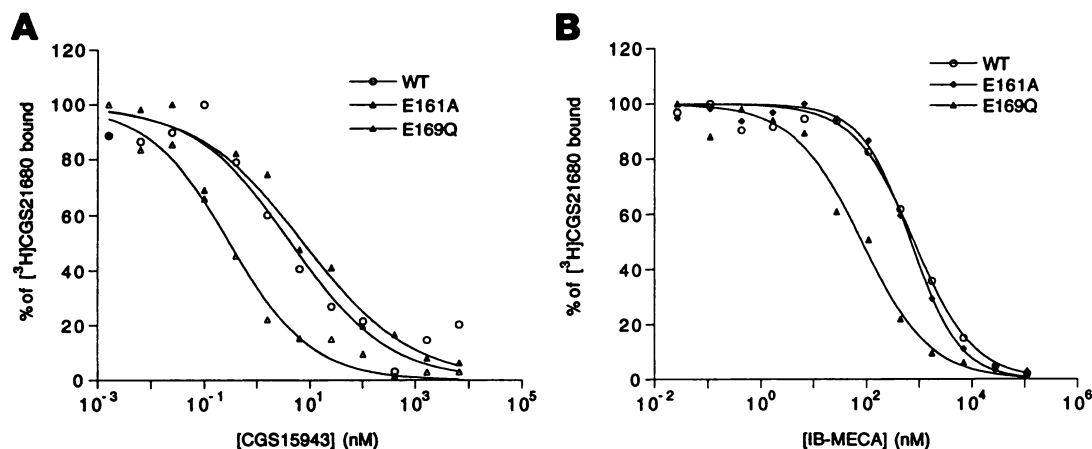 A
120
100
80
60
40
20
0
% of [³H]CGS21680 bound
WT
E161A
E169Q
10⁻³ 10⁻¹ 10¹ 10³ 10⁵
[CGS15943] (nM)
B
120
100
80
60
40
20
0
% of [³H]CGS21680 bound
WT
E161A
E169Q
10⁻² 10⁰ 10² 10⁴ 10⁶
[IB-MECA] (nM)